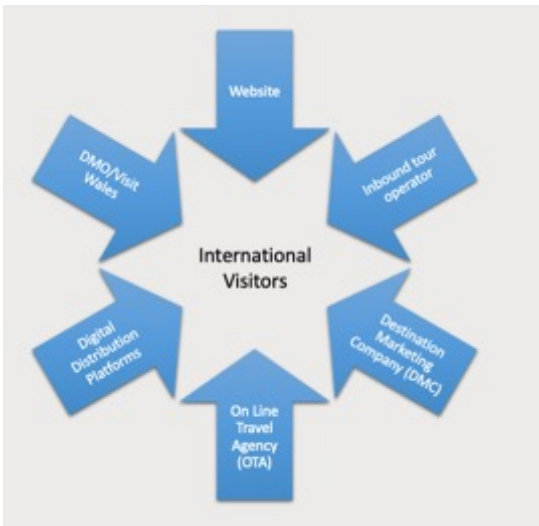 Website
Inbound tour
operator
Destination
Marketing
Company (DMC)
On Line
Travel
Agency
(OTA)
Digital
Distribution
Platforms
DMO/Visit
Wales
International
Visitors